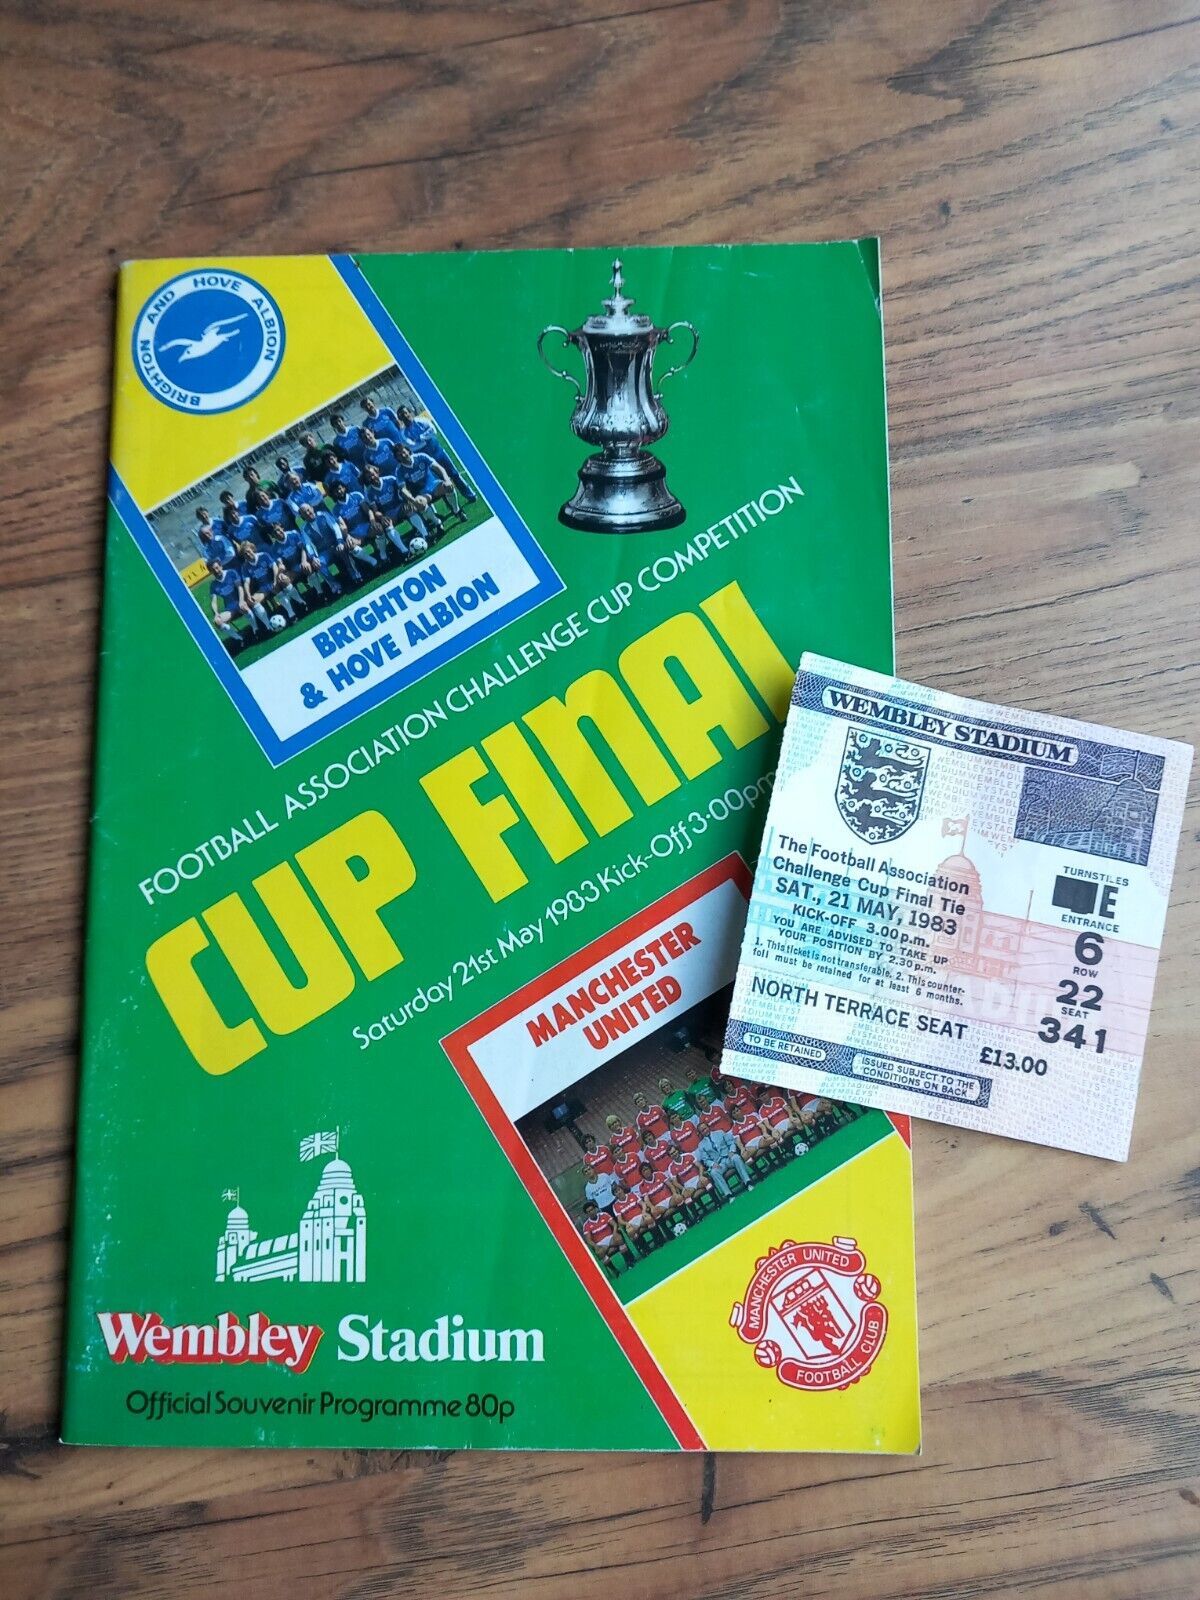 BRIGHTON AND HOVE ALBION
BRIGHTON
& HOVE ALBION
FOOTBALL ASSOCIATION CHALLENGE CUP COMPETITION
CUP FINAL
Saturday 21st May 1983 Kick-Off 3·00pm
MANCHESTER
UNITED
MANCHESTER UNITED
FOOTBALL CLUB
Wembley Stadium
Official Souvenir Programme 80p
WEMBLEY STADIUM
The Football Association
Challenge Cup Final Tie
SAT., 21 MAY, 1983
KICK-OFF 3.00 p.m.
YOU ARE ADVISED TO TAKE UP
YOUR POSITION BY 2.30 p.m.
1. This ticket is not transferable. 2. This counter-
foil must be retained for at least 6 months.
NORTH TERRACE SEAT
£13.00
TO BE RETAINED
ISSUED SUBJECT TO THE
CONDITIONS ON BACK
TURNSTILES
E
ENTRANCE
6
ROW
22
SEAT
341